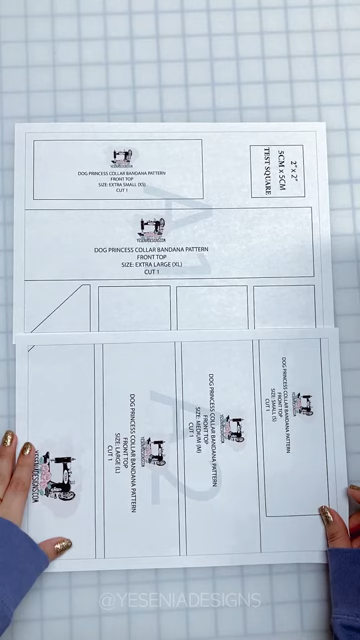 DOG PRINCESS COLLAR BANDANA PATTERN
FRONT TOP
SIZE: EXTRA SMALL (XS)
CUT 1
2" x 2"
5CM x 5CM
TEST SQUARE
A1
YESENIADESIGNS
DOG PRINCESS COLLAR BANDANA PATTERN
FRONT TOP
SIZE: EXTRA LARGE (XL)
CUT 1
DOG PRINCESS COLLAR BANDANA PATTERN
FRONT TOP
SIZE: SMALL (S)
CUT 1
DOG PRINCESS COLLAR BANDANA PATTERN
FRONT TOP
SIZE: MEDIUM (M)
CUT 1
DOG PRINCESS COLLAR BANDANA PATTERN
FRONT TOP
SIZE: LARGE (L)
CUT 1
A2
YESENIADESIGNS
@YESENIADESIGNS